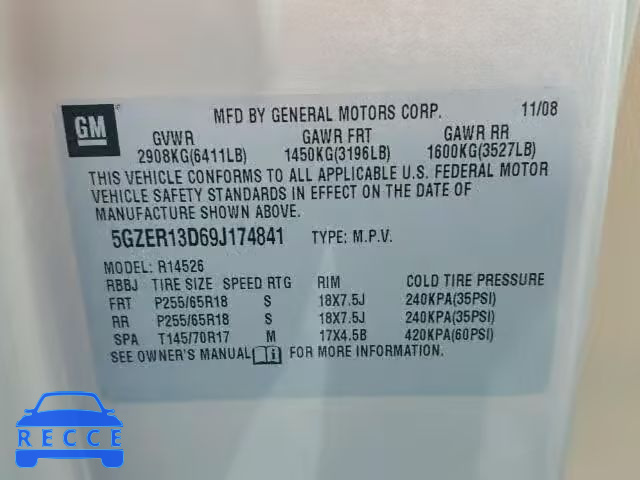 GM
MFD BY GENERAL MOTORS CORP. 11/08
GVWR GAWR FRT GAWR RR
2908KG(6411LB) 1450KG(3196LB) 1600KG(3527LB)
THIS VEHICLE CONFORMS TO ALL APPLICABLE U.S. FEDERAL MOTOR
VEHICLE SAFETY STANDARDS IN EFFECT ON THE DATE OF
MANUFACTURE SHOWN ABOVE.
5GZER13D69J174841 TYPE: M.P.V.
MODEL: R14526
RBBJ TIRE SIZE SPEED RTG RIM COLD TIRE PRESSURE
FRT P255/65R18 S 18X7.5J 240KPA(35PSI)
RR P255/65R18 S 18X7.5J 240KPA(35PSI)
SPA T145/70R17 M 17X4.5B 420KPA(60PSI)
SEE OWNER'S MANUAL FOR MORE INFORMATION.
RECCE